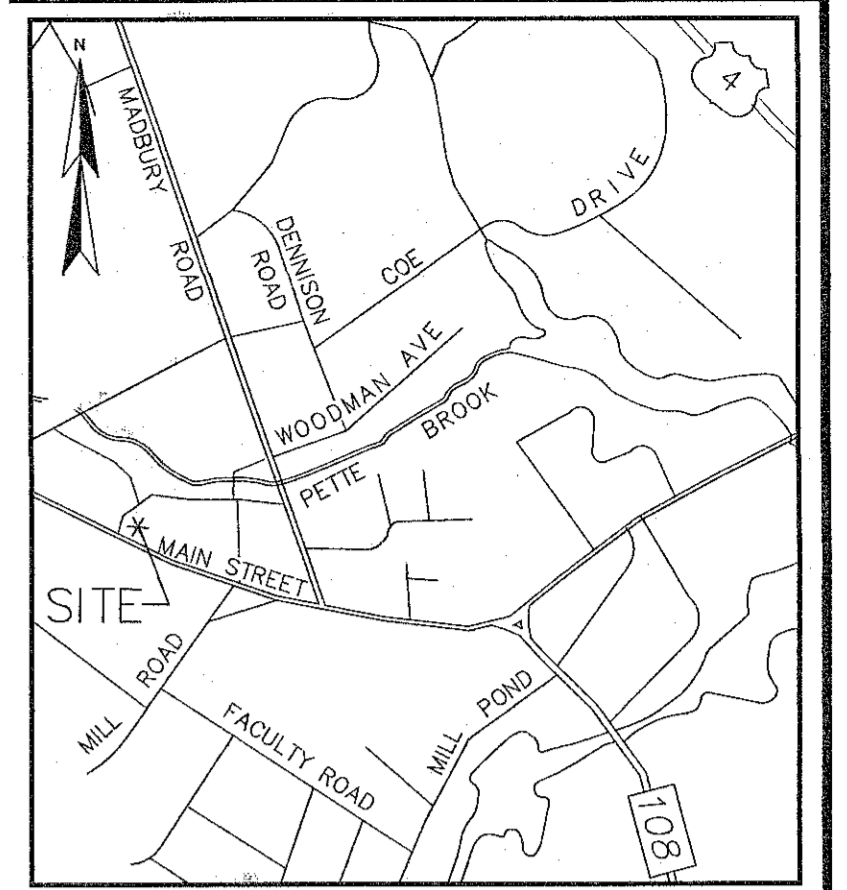 N
4
MADBURY
ROAD
DENNISON
ROAD
COE
DRIVE
WOODMAN AVE
PETTE
BROOK
MAIN STREET
SITE
MILL
ROAD
FACULTY ROAD
MILL
POND
108